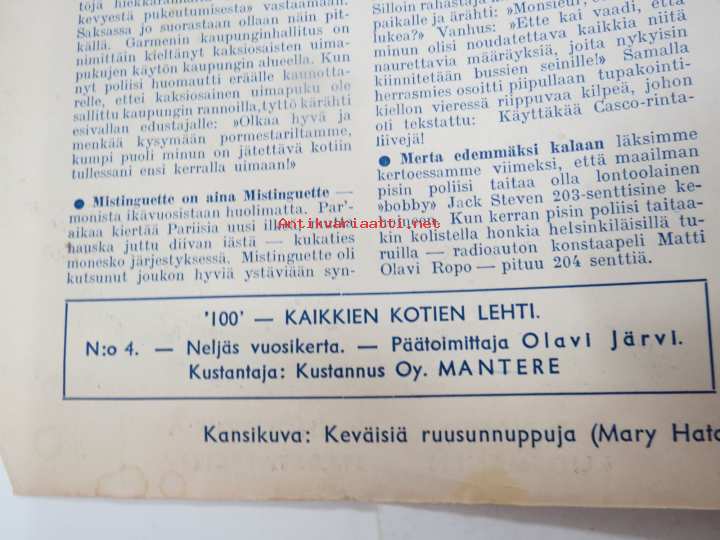 kevyestä pukeutumisesta» vastaamaan.
Saksassa jo suorastaan ollaan näin pit-
källä. Garmenin kaupunginhallitus on
nimittäin kieltänyt kaksiosaisten uima-
pukujen käytön kaupungin alueella. Kun
nyt poliisi huomautti eräälle kaunotta-
relle, ettei kaksiosainen uimapuku ole
sallittu kaupungin rannoilla, tyttö kärähti
esivallan edustajalle: »Olkaa hyvä ja
menkää kysymään pormestariltamme,
kumpi puoli minun on jätettävä kotiin
tullessani ensi kerralla uimaan!»
● Mistinguette on aina Mistinguette —
monista ikävuosistaan huolimatta. Par'-
aikaa kiertää Pariisia uusi
hauska juttu diivan iästä — kukaties
monesko järjestyksessä. Mistinguette oli
kutsunut joukon hyviä ystäviään syn-
Silloin rahastaja
paikalle ja ärähti: »Monsieur,
lukea?» Vanhus: »Ette kai vaadi, että
minun olisi noudatettava kaikkia niitä
naurettavia määräyksiä, joita nykyisin
kiinnitetään bussien seinille!» Samalla
herrasmies osoitti piipullaan tupakointi-
kiellon vieressä riippuvaa kilpeä, johon
oli tekstattu: Käyttäkää Casco-rinta-
liivejä!
● Merta edemmäksi kalaan läksimme
kertoessamme viimeksi, että maailman
pisin poliisi taitaa olla lontoolainen
»bobby» Jack Steven 203-senttisine ke-
Kun kerran pisin poliisi taitaa-
kin kolistella honkia helsinkiläisillä tu-
ruilla — radioauton konstaapeli Matti
Olavi Ropo — pituu 204 senttiä.
Antikvariaatti.net
'100' — KAIKKIEN KOTIEN LEHTI.
N:o 4. — Neljäs vuosikerta. — Päätoimittaja Olavi Järvi.
Kustantaja: Kustannus Oy. MANTERE
Kansikuva: Keväisiä ruusunnuppuja (Mary